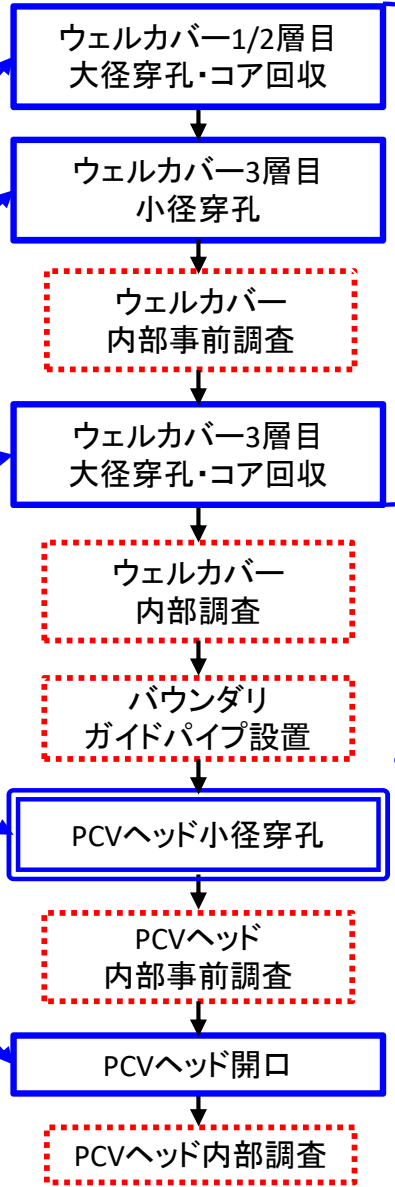 ウェルカバー1/2層目
大径穿孔・コア回収
ウェルカバー3層目
小径穿孔
ウェルカバー
内部事前調査
ウェルカバー3層目
大径穿孔・コア回収
ウェルカバー
内部調査
バウンダリ
ガイドパイプ設置
PCVヘッド小径穿孔
PCVヘッド
内部事前調査
PCVヘッド開口
PCVヘッド内部調査